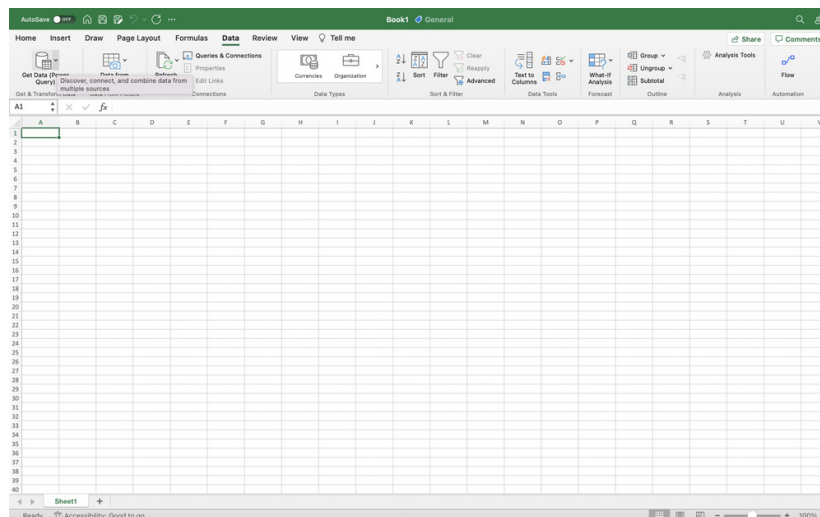 AutoSave OFF Book1 General
Home Insert Draw Page Layout Formulas Data Review View Tell me Share Comments
Get Data (Power Query)
Discover, connect, and combine data from multiple sources
Queries & Connections
Properties
Edit Links
Currencies Organization
Sort Filter
Clear
Reapply
Advanced
Text to Columns
What-If Analysis
Group
Ungroup
Subtotal
Analysis Tools
Flow
Connections Data Types Sort & Filter Data Tools Forecast Outline Analysis Automation
A1 fx
A B C D E F G H I J K L M N O P Q R S T U
1
2
3
4
5
6
7
8
9
10
11
12
13
14
15
16
17
18
19
20
21
22
23
24
25
26
27
28
29
30
31
32
33
34
35
36
37
38
39
40
Sheet1 +
Ready Accessibility: Good to go 100%